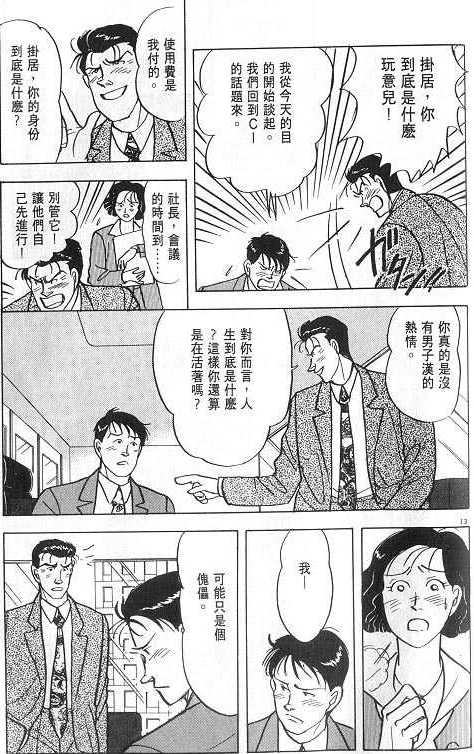 掛居，你
到底是什麼
玩意兒！
我從今天的目
的開始談起。
我們回到Cー
的話題來。
ガタン！
使用費是
我付的。
掛居，你的身份
到底是什麼？
社長，會議
的時間到……
別管它！
讓他們自
己先進行！
你真的是沒
有男子漢的
熱情。
對你而言，人
生到底是什麼
？這樣你還算
是在活著嗎？
13
我ー
可能只是個
傀儡。